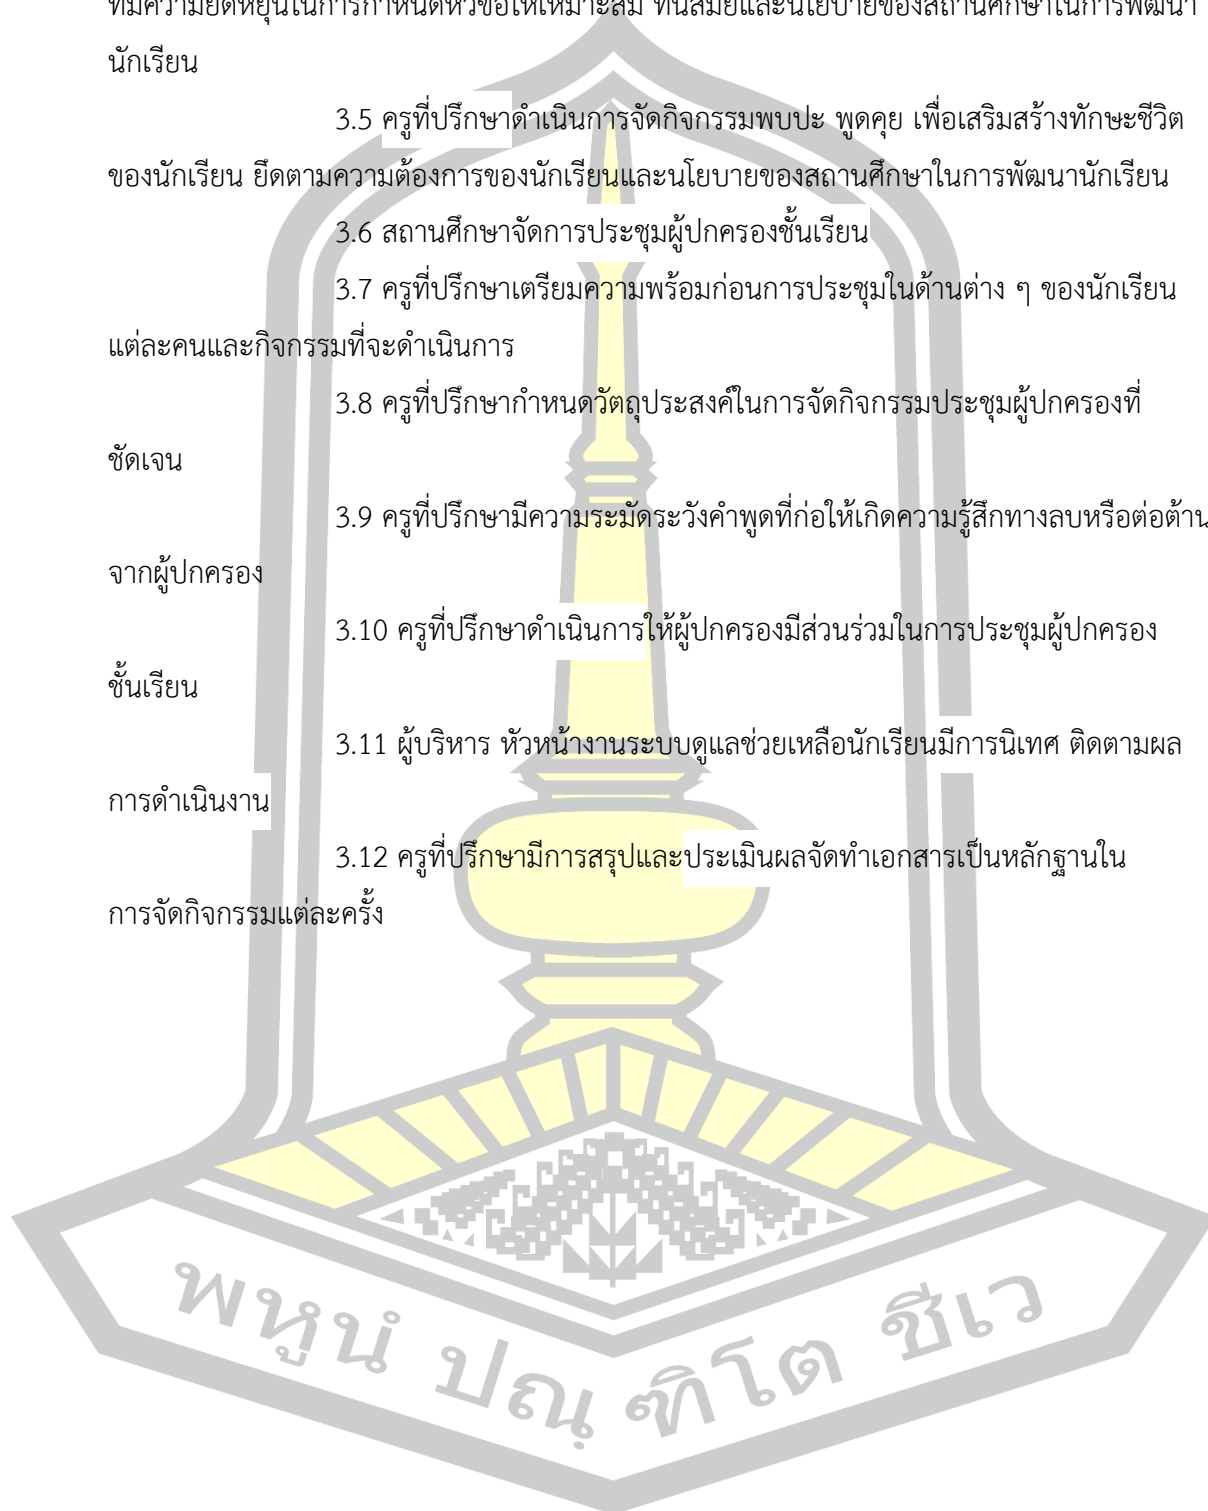 ที่มีความยืดหยุ่นในการกำหนดหัวข้อให้เหมาะสม ทันสมัยและนโยบายของสถานศึกษาในการพัฒนา
นักเรียน
3.5 ครูที่ปรึกษาดำเนินการจัดกิจกรรมพบปะ พูดคุย เพื่อเสริมสร้างทักษะชีวิต
ของนักเรียน ยึดตามความต้องการของนักเรียนและนโยบายของสถานศึกษาในการพัฒนานักเรียน
3.6 สถานศึกษาจัดการประชุมผู้ปกครองชั้นเรียน
3.7 ครูที่ปรึกษาเตรียมความพร้อมก่อนการประชุมในด้านต่าง ๆ ของนักเรียน
แต่ละคนและกิจกรรมที่จะดำเนินการ
3.8 ครูที่ปรึกษากำหนดวัตถุประสงค์ในการจัดกิจกรรมประชุมผู้ปกครองที่
ชัดเจน
3.9 ครูที่ปรึกษามีความระมัดระวังคำพูดที่ก่อให้เกิดความรู้สึกทางลบหรือต่อต้าน
จากผู้ปกครอง
3.10 ครูที่ปรึกษาดำเนินการให้ผู้ปกครองมีส่วนร่วมในการประชุมผู้ปกครอง
ชั้นเรียน
3.11 ผู้บริหาร หัวหน้างานระบบดูแลช่วยเหลือนักเรียนมีการนิเทศ ติดตามผล
การดำเนินงาน
3.12 ครูที่ปรึกษามีการสรุปและประเมินผลจัดทำเอกสารเป็นหลักฐานใน
การจัดกิจกรรมแต่ละครั้ง
พหูนํ ปณฺ ฑิโต ชีเว